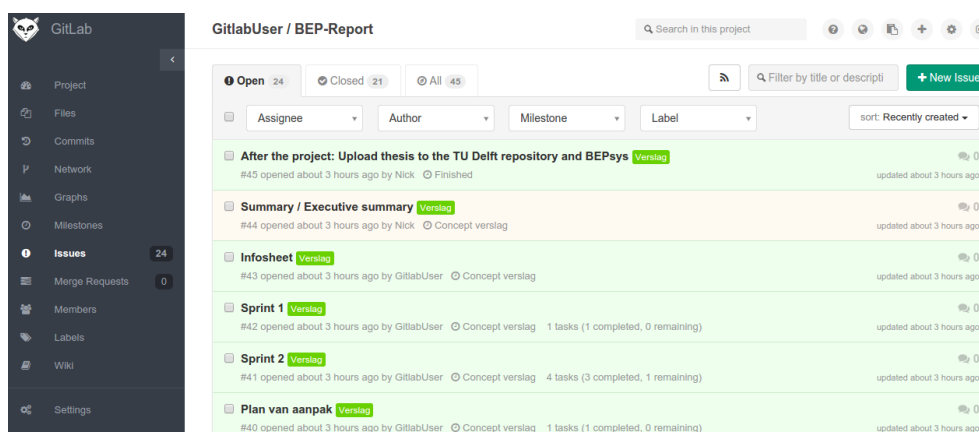 GitLab
GitlabUser / BEP-Report
Search in this project
Project
Files
Commits
Network
Graphs
Milestones
Issues 24
Merge Requests 0
Members
Labels
Wiki
Settings
Open 24 Closed 21 All 45
Filter by title or descripti
New Issue
Assignee Author Milestone Label
sort: Recently created
After the project: Upload thesis to the TU Delft repository and BEPsys Verslag 0
#45 opened about 3 hours ago by Nick Finished updated about 3 hours ago
Summary / Executive summary Verslag 0
#44 opened about 3 hours ago by Nick Concept verslag updated about 3 hours ago
Infosheet Verslag 0
#43 opened about 3 hours ago by GitlabUser Concept verslag updated about 3 hours ago
Sprint 1 Verslag 0
#42 opened about 3 hours ago by GitlabUser Concept verslag 1 tasks (1 completed, 0 remaining) updated about 3 hours ago
Sprint 2 Verslag 0
#41 opened about 3 hours ago by GitlabUser Concept verslag 4 tasks (3 completed, 1 remaining) updated about 3 hours ago
Plan van aanpak Verslag 0
#40 opened about 3 hours ago by GitlabUser Concept verslag 1 tasks (1 completed, 0 remaining) updated about 3 hours ago